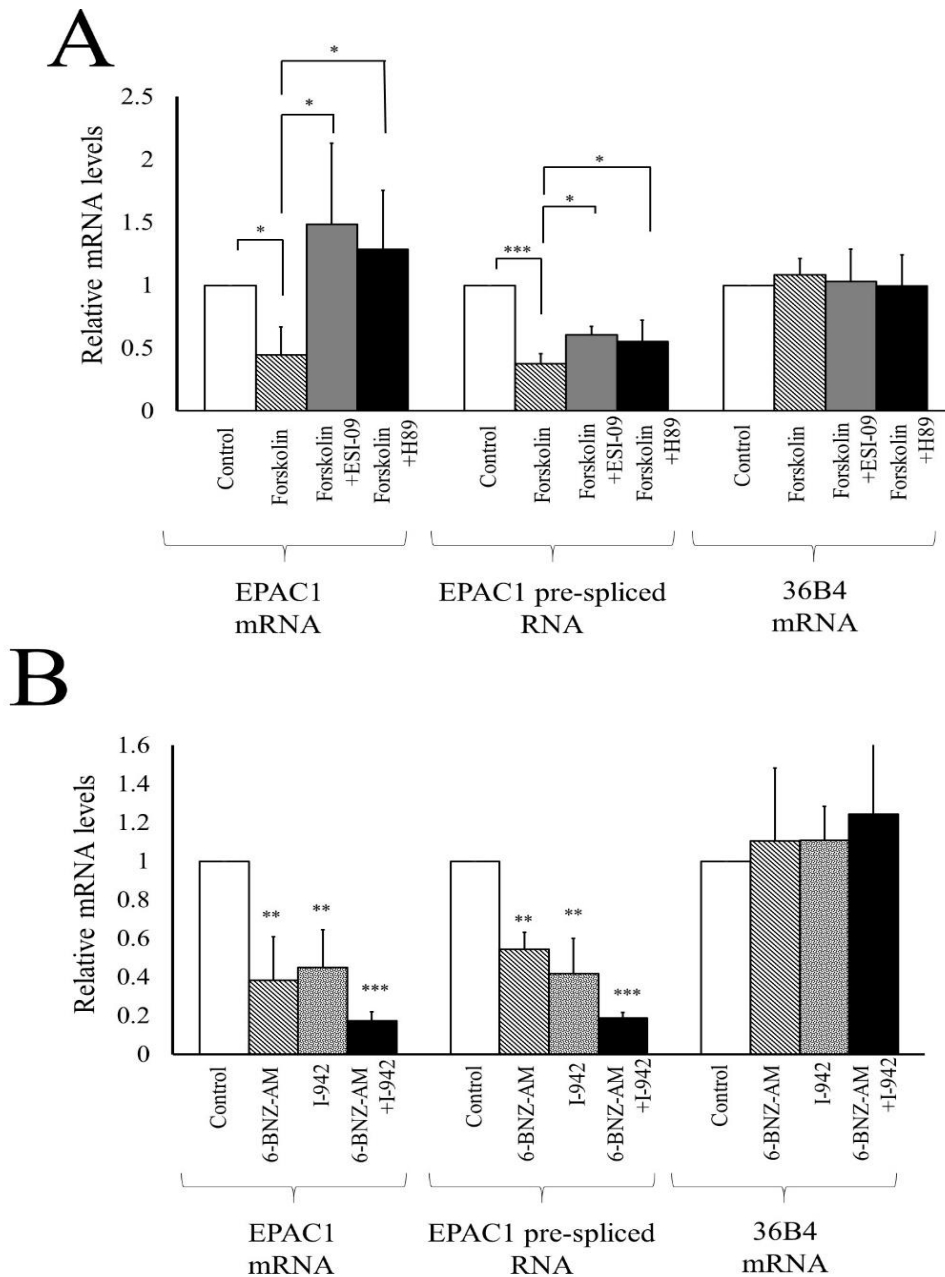 A
Relative mRNA levels
2.5
2
1.5
1
0.5
0
*
*
*
***
*
*
Control
Forskolin
Forskolin
+ESI-09
Forskolin
+H89
Control
Forskolin
Forskolin
+ESI-09
Forskolin
+H89
Control
Forskolin
Forskolin
+ESI-09
Forskolin
+H89
EPAC1
mRNA
EPAC1 pre-spliced
RNA
36B4
mRNA
B
Relative mRNA levels
1.6
1.4
1.2
1
0.8
0.6
0.4
0.2
0
**
**
***
**
**
***
Control
6-BNZ-AM
I-942
6-BNZ-AM
+I-942
Control
6-BNZ-AM
I-942
6-BNZ-AM
+I-942
Control
6-BNZ-AM
I-942
6-BNZ-AM
+I-942
EPAC1
mRNA
EPAC1 pre-spliced
RNA
36B4
mRNA